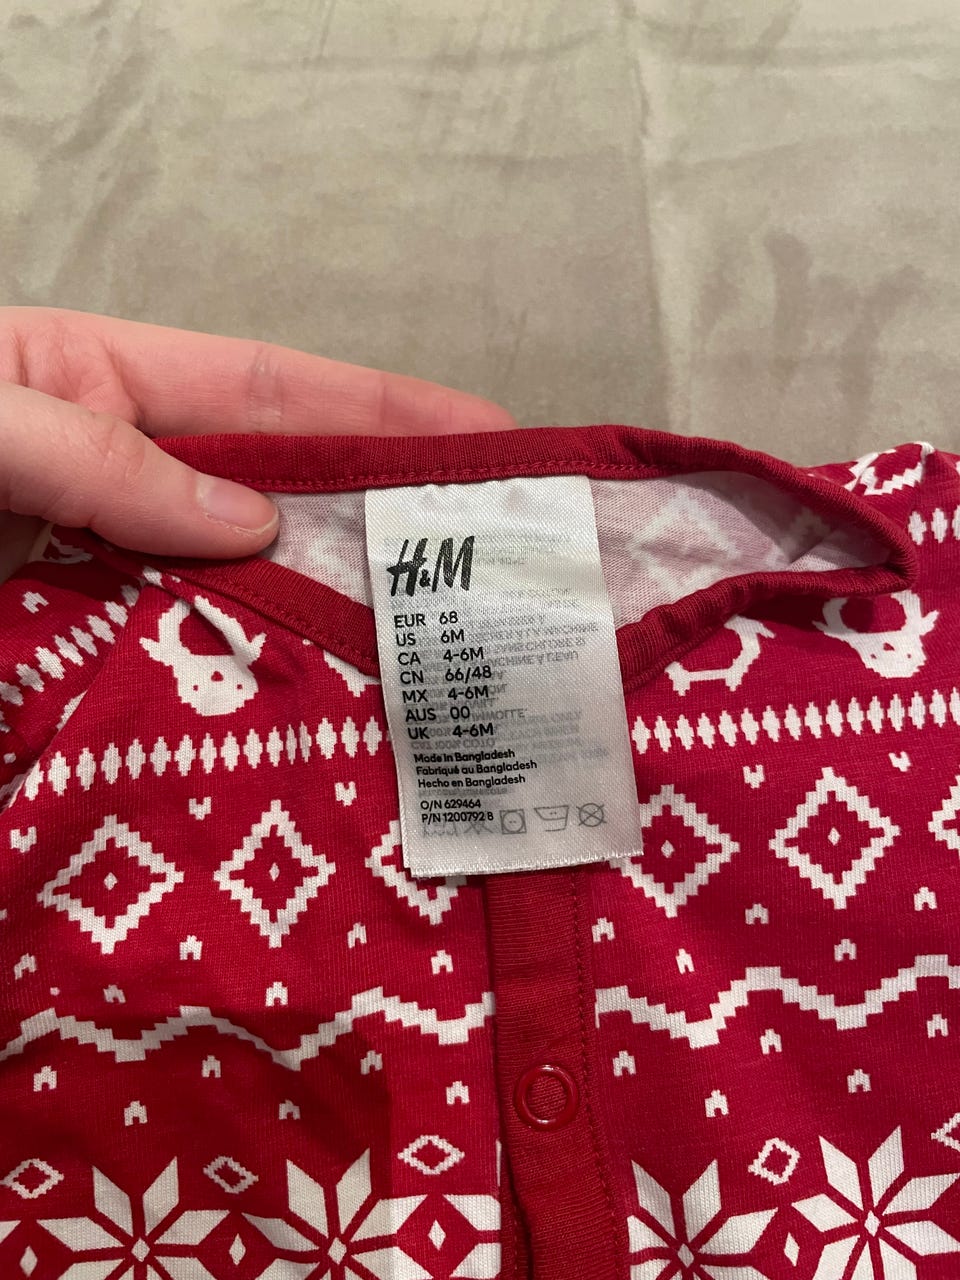 H&M
EUR 68
US 6M
CA 4-6M
CN 66/48
MX 4-6M
AUS 00
UK 4-6M
Made in Bangladesh
Fabriqué au Bangladesh
Hecho en Bangladesh
O/N 629464
P/N 1200792 8